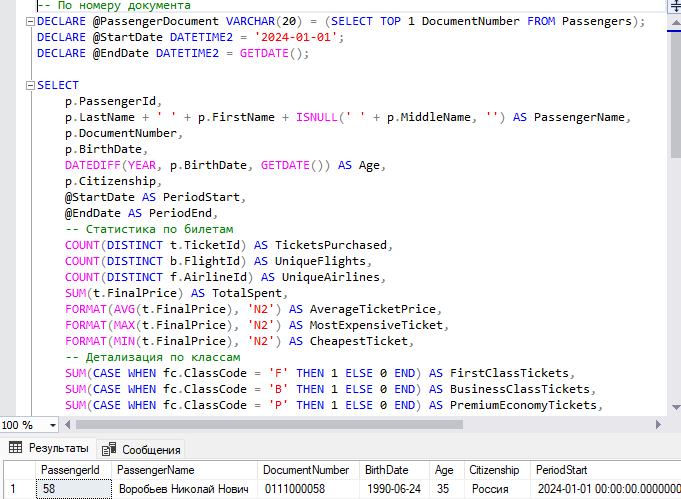 -- По номеру документа
DECLARE @PassengerDocument VARCHAR(20) = (SELECT TOP 1 DocumentNumber FROM Passengers);
DECLARE @StartDate DATETIME2 = '2024-01-01';
DECLARE @EndDate DATETIME2 = GETDATE();
SELECT
p.PassengerId,
p.LastName + ' ' + p.FirstName + ISNULL(' ' + p.MiddleName, '') AS PassengerName,
p.DocumentNumber,
p.BirthDate,
DATEDIFF(YEAR, p.BirthDate, GETDATE()) AS Age,
p.Citizenship,
@StartDate AS PeriodStart,
@EndDate AS PeriodEnd,
-- Статистика по билетам
COUNT(DISTINCT t.TicketId) AS TicketsPurchased,
COUNT(DISTINCT b.FlightId) AS UniqueFlights,
COUNT(DISTINCT f.AirlineId) AS UniqueAirlines,
SUM(t.FinalPrice) AS TotalSpent,
FORMAT(AVG(t.FinalPrice), 'N2') AS AverageTicketPrice,
FORMAT(MAX(t.FinalPrice), 'N2') AS MostExpensiveTicket,
FORMAT(MIN(t.FinalPrice), 'N2') AS CheapestTicket,
-- Детализация по классам
SUM(CASE WHEN fc.ClassCode = 'F' THEN 1 ELSE 0 END) AS FirstClassTickets,
SUM(CASE WHEN fc.ClassCode = 'B' THEN 1 ELSE 0 END) AS BusinessClassTickets,
SUM(CASE WHEN fc.ClassCode = 'P' THEN 1 ELSE 0 END) AS PremiumEconomyTickets,
100 %
Результаты Сообщения
PassengerId PassengerName DocumentNumber BirthDate Age Citizenship PeriodStart
1 58 Воробьев Николай Нович 0111000058 1990-06-24 35 Россия 2024-01-01 00:00:00.0000000